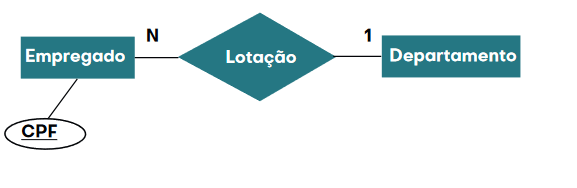 N
1
Empregado
Lotação
Departamento
CPF